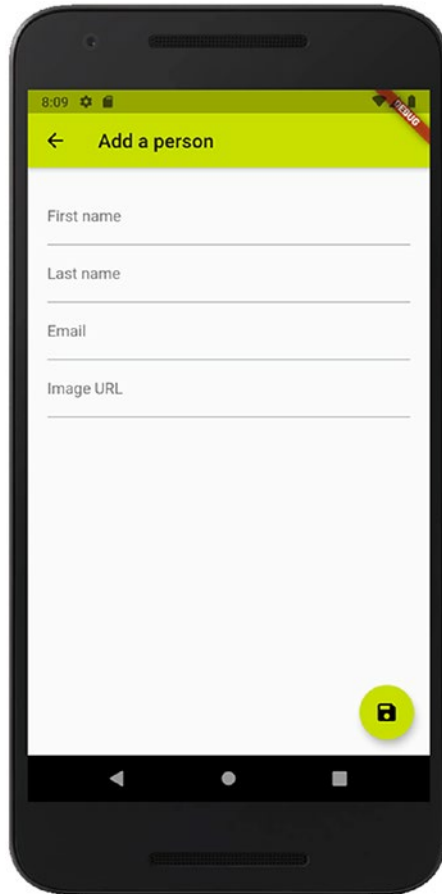 8:09
DEBUG
Add a person
First name
Last name
Email
Image URL